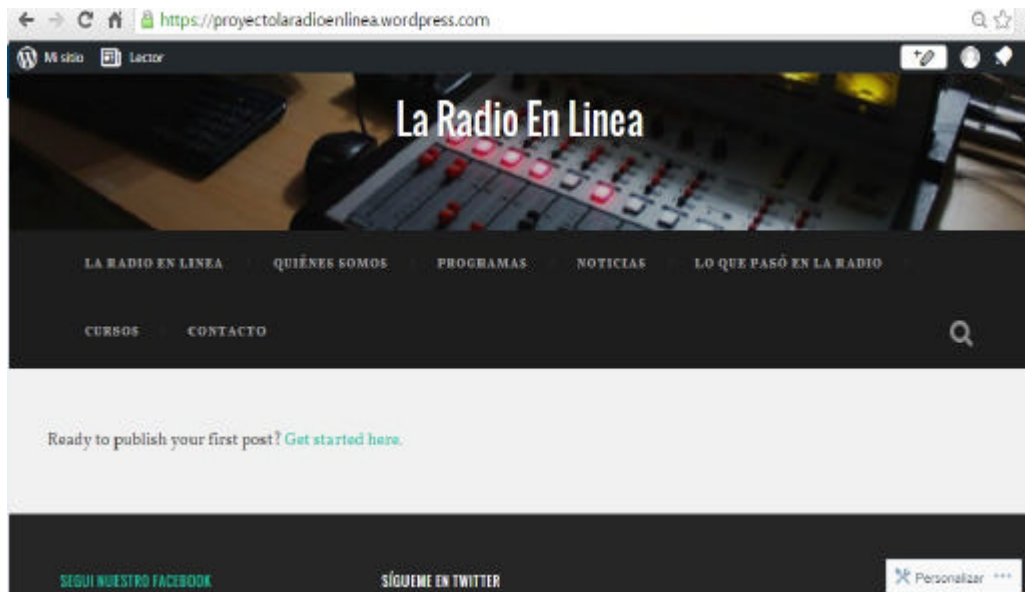 https://proyectolaradioenlinea.wordpress.com
Mi sitio Lector
La Radio En Linea
LA RADIO EN LINEA QUIÉNES SOMOS PROGRAMAS NOTICIAS LO QUE PASÓ EN LA RADIO
CURSOS CONTACTO
Ready to publish your first post? Get started here.
SEGUI NUESTRO FACEBOOK SÍGUEME EN TWITTER
Personalizar